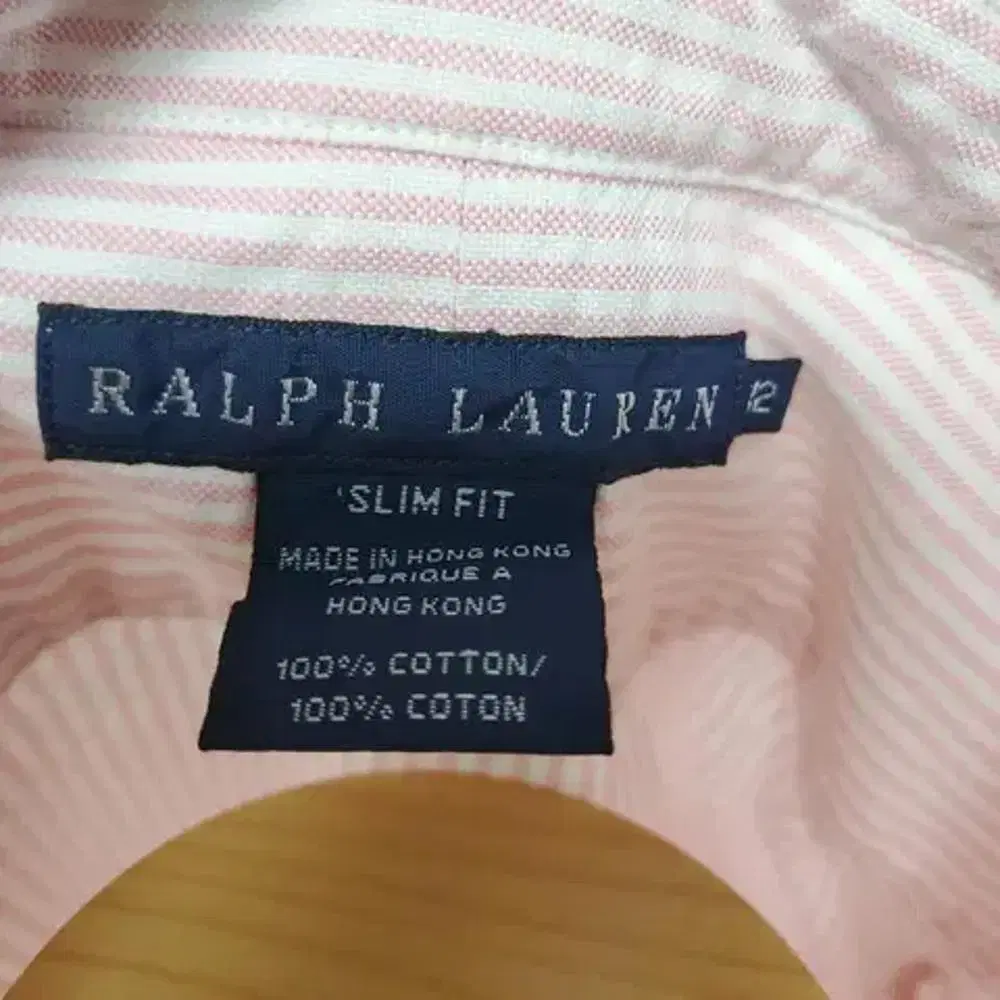 RALPH LAUREN 12
SLIM FIT
MADE IN HONG KONG
FABRIQUE A
HONG KONG
100% COTTON/
100% COTON